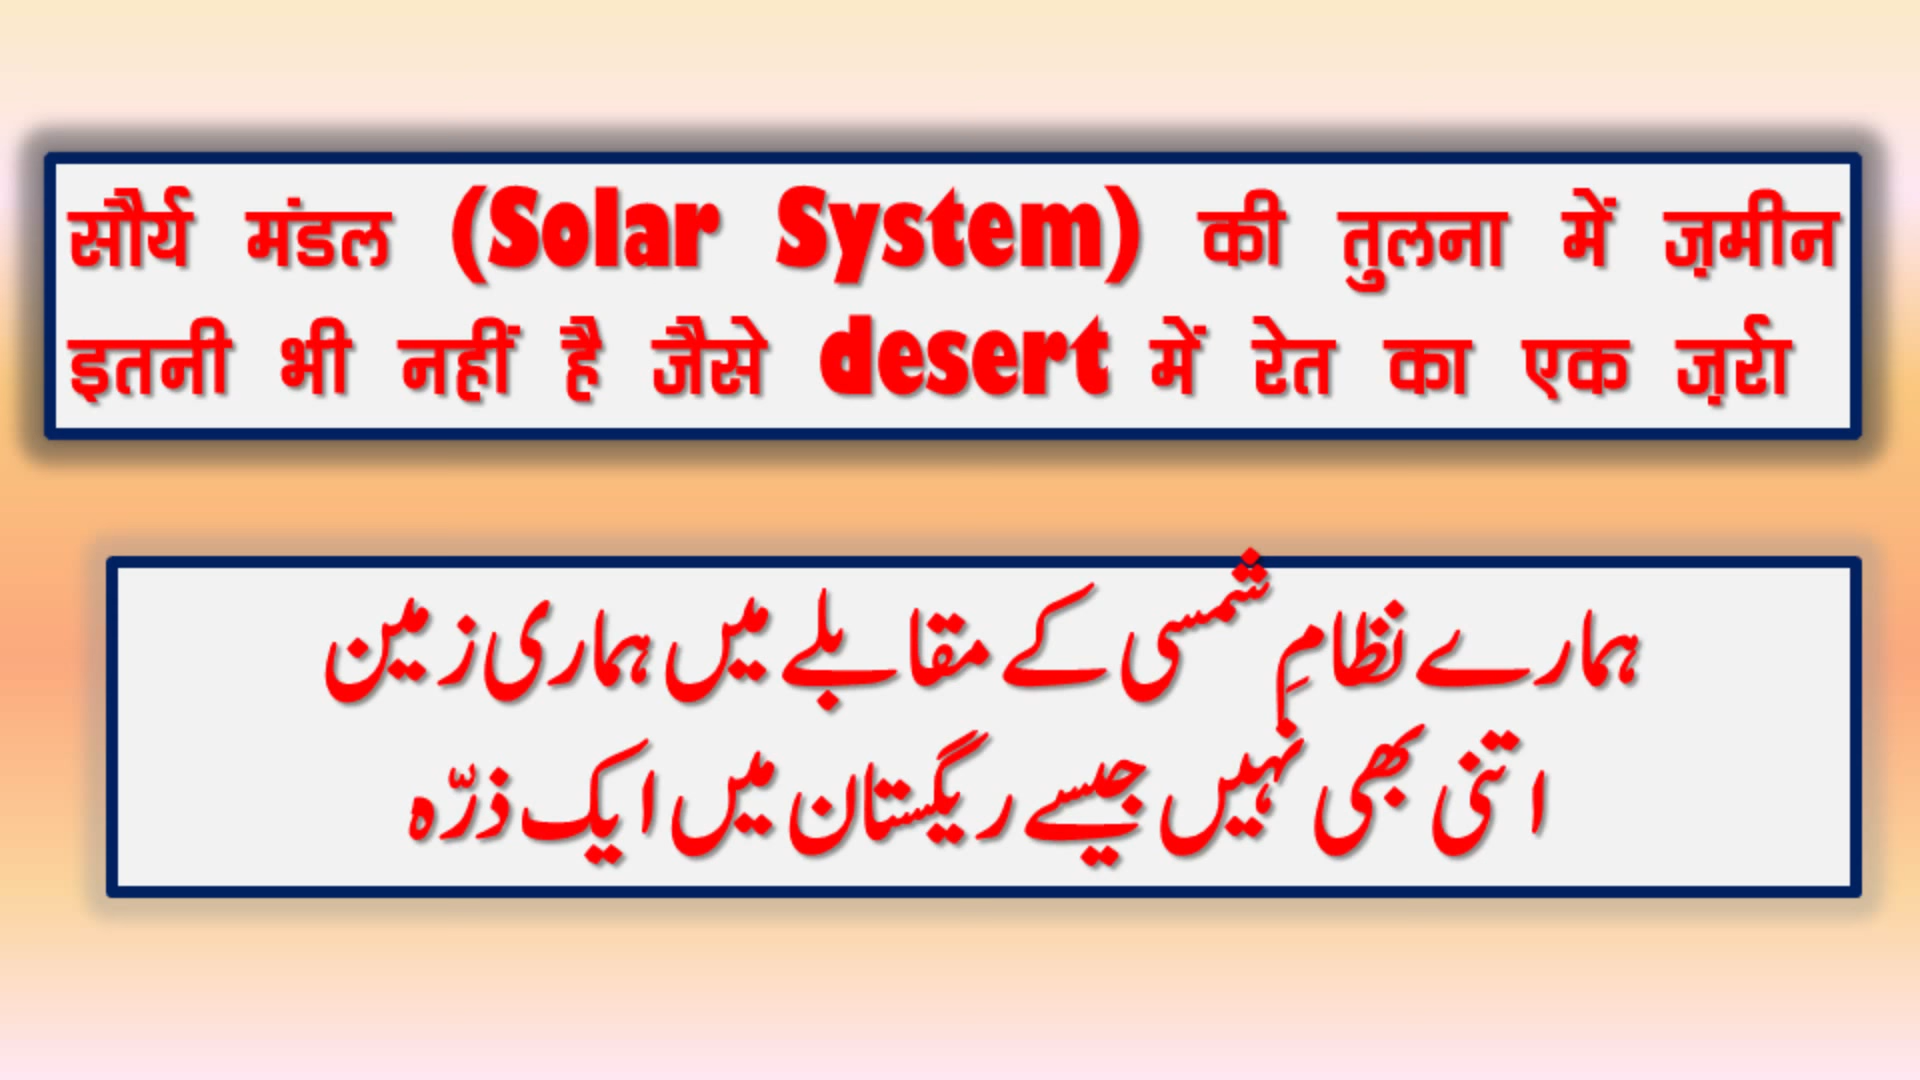 सौर्य मंडल (Solar System) की तुलना में ज़मीन
इतनी भी नहीं है जैसे desert में रेत का एक ज़र्रा
ہمارے نظامِ شمسی کے مقابلے میں ہماری زمین
اتنی بھی نہیں جیسے ریگستان میں ایک ذرّہ